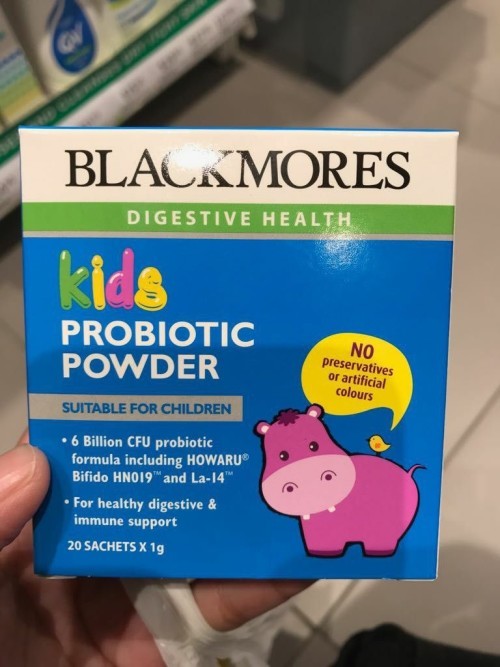 QV
BLACKMORES
DIGESTIVE HEALTH
kids
PROBIOTIC
POWDER
SUITABLE FOR CHILDREN
• 6 Billion CFU probiotic
formula including HOWARU®
Bifido HN019™ and La-14™
• For healthy digestive &
immune support
20 SACHETS X 1g
NO
preservatives
or artificial
colours